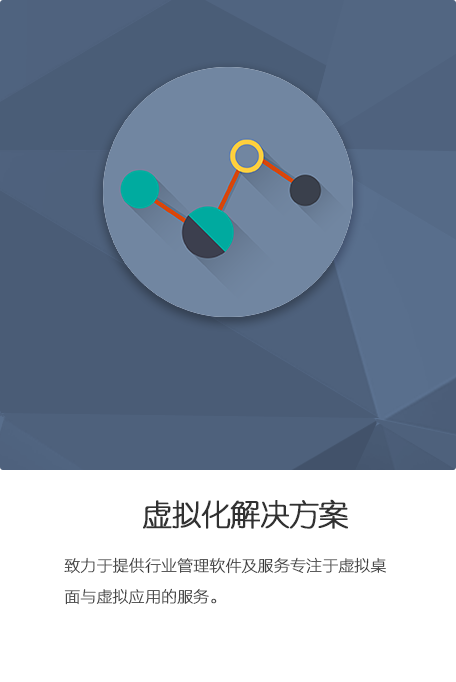 虚拟化解决方案
致力于提供行业管理软件及服务专注于虚拟桌
面与虚拟应用的服务。